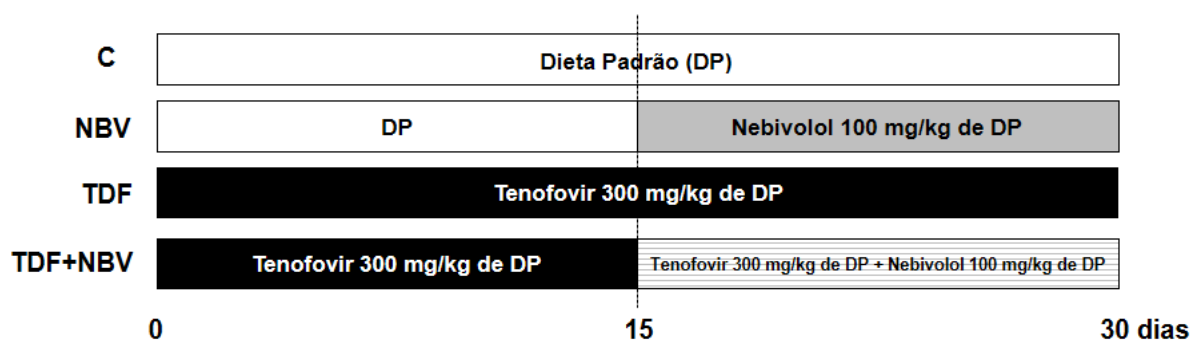 C
Dieta Padrão (DP)
NBV
DP
Nebivolol 100 mg/kg de DP
TDF
Tenofovir 300 mg/kg de DP
TDF+NBV
Tenofovir 300 mg/kg de DP
Tenofovir 300 mg/kg de DP + Nebivolol 100 mg/kg de DP
0
15
30 dias